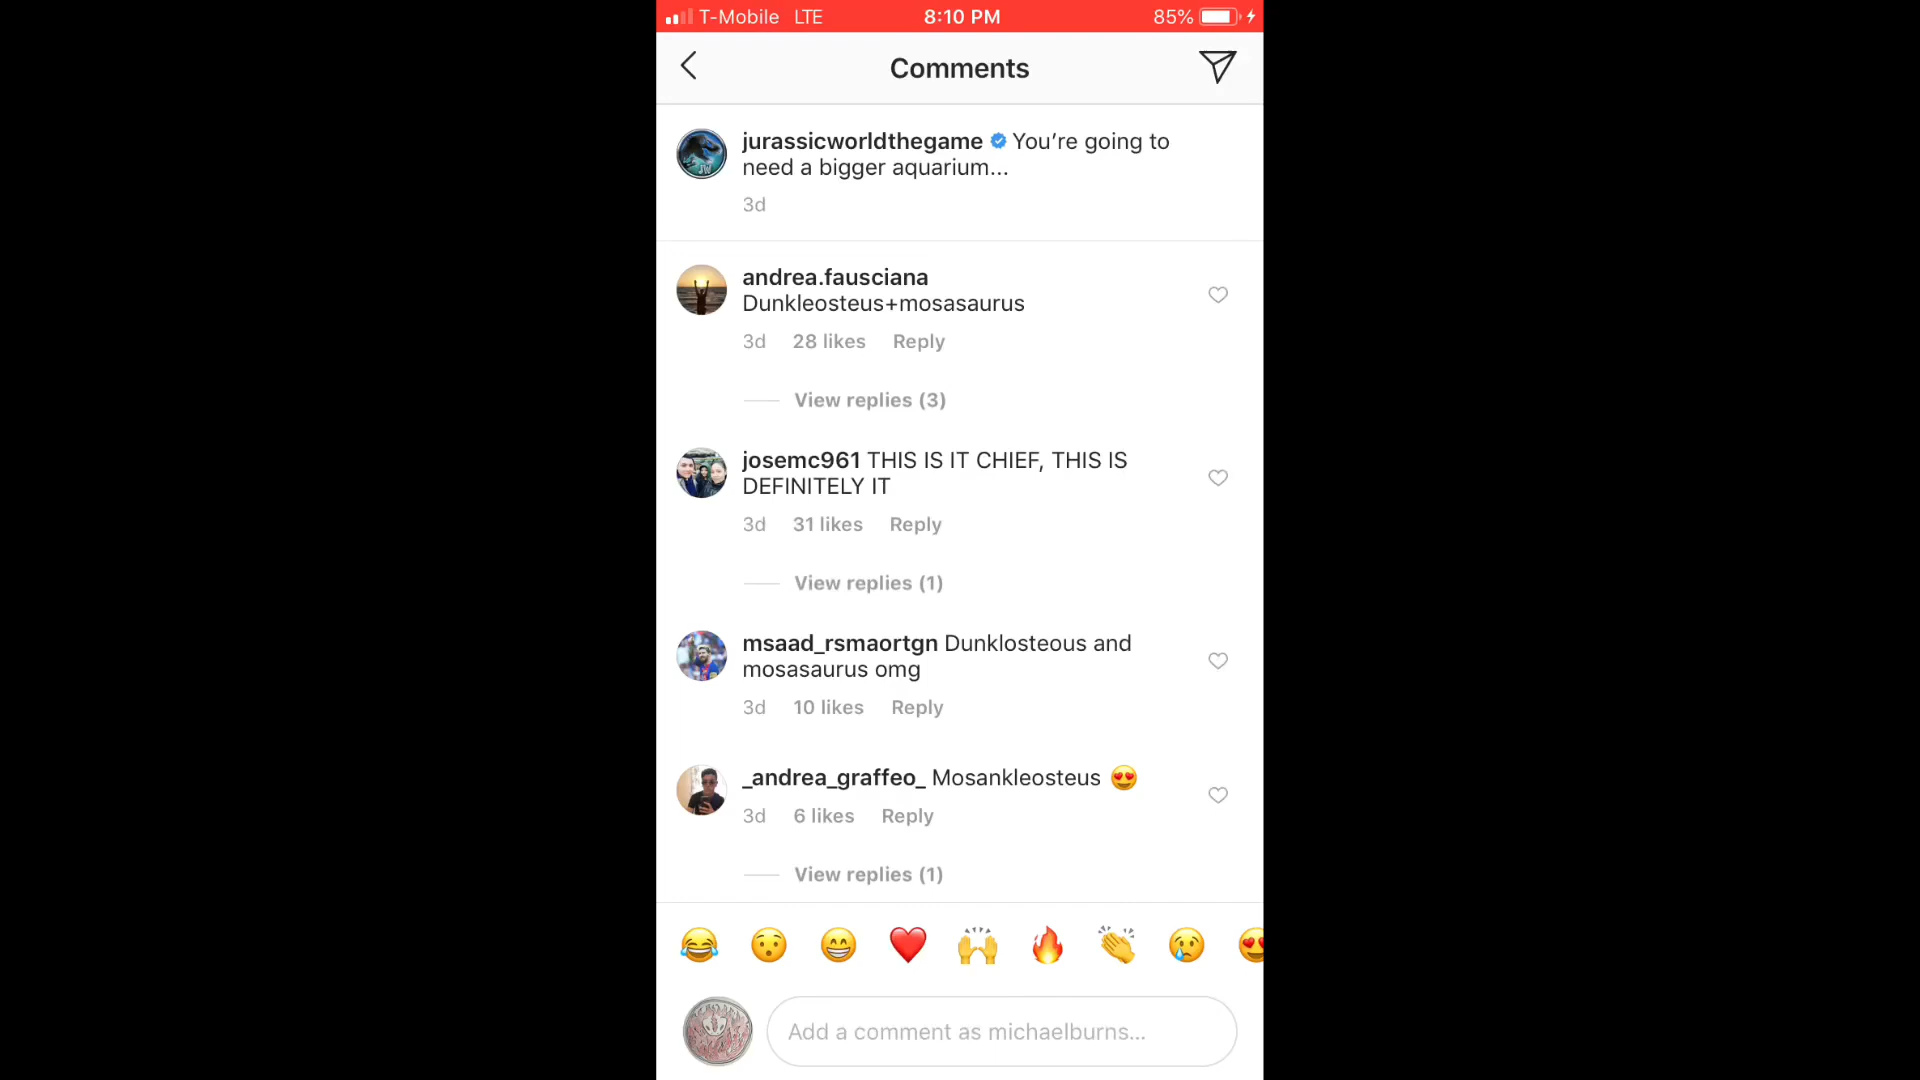 T-Mobile LTE 8:10 PM 85%
Comments
jurassicworldthegame You’re going to
need a bigger aquarium...
3d
andrea.fausciana
Dunkleosteus+mosasaurus
3d 28 likes Reply
View replies (3)
josemc961 THIS IS IT CHIEF, THIS IS
DEFINITELY IT
3d 31 likes Reply
View replies (1)
msaad_rsmaortgn Dunklosteous and
mosasaurus omg
3d 10 likes Reply
_andrea_graffeo_ Mosankleosteus 😍
3d 6 likes Reply
View replies (1)
Add a comment as michaelburns...